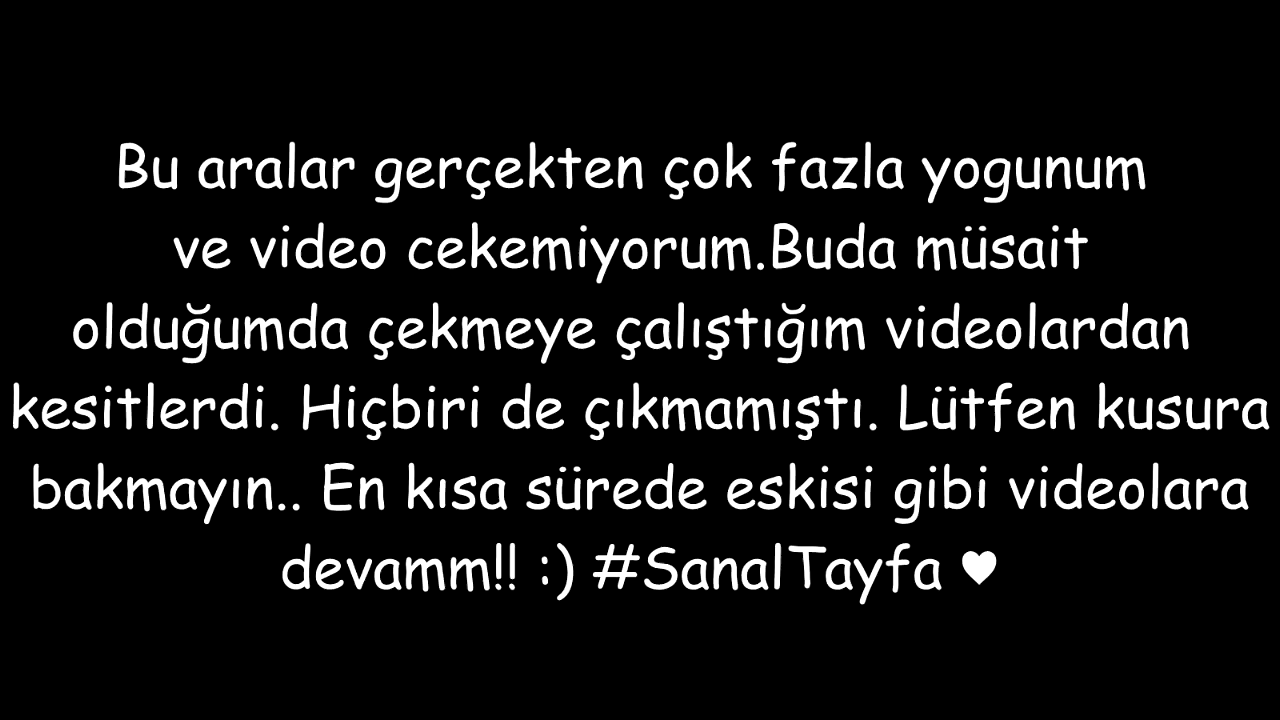 Bu aralar gerçekten çok fazla yogunum
ve video cekemiyorum.Buda müsait
olduğumda çekmeye çalıştığım videolardan
kesitlerdi. Hiçbiri de çıkmamıştı. Lütfen kusura
bakmayın.. En kısa sürede eskisi gibi videolara
devamm!! :) #SanalTayfa ♥